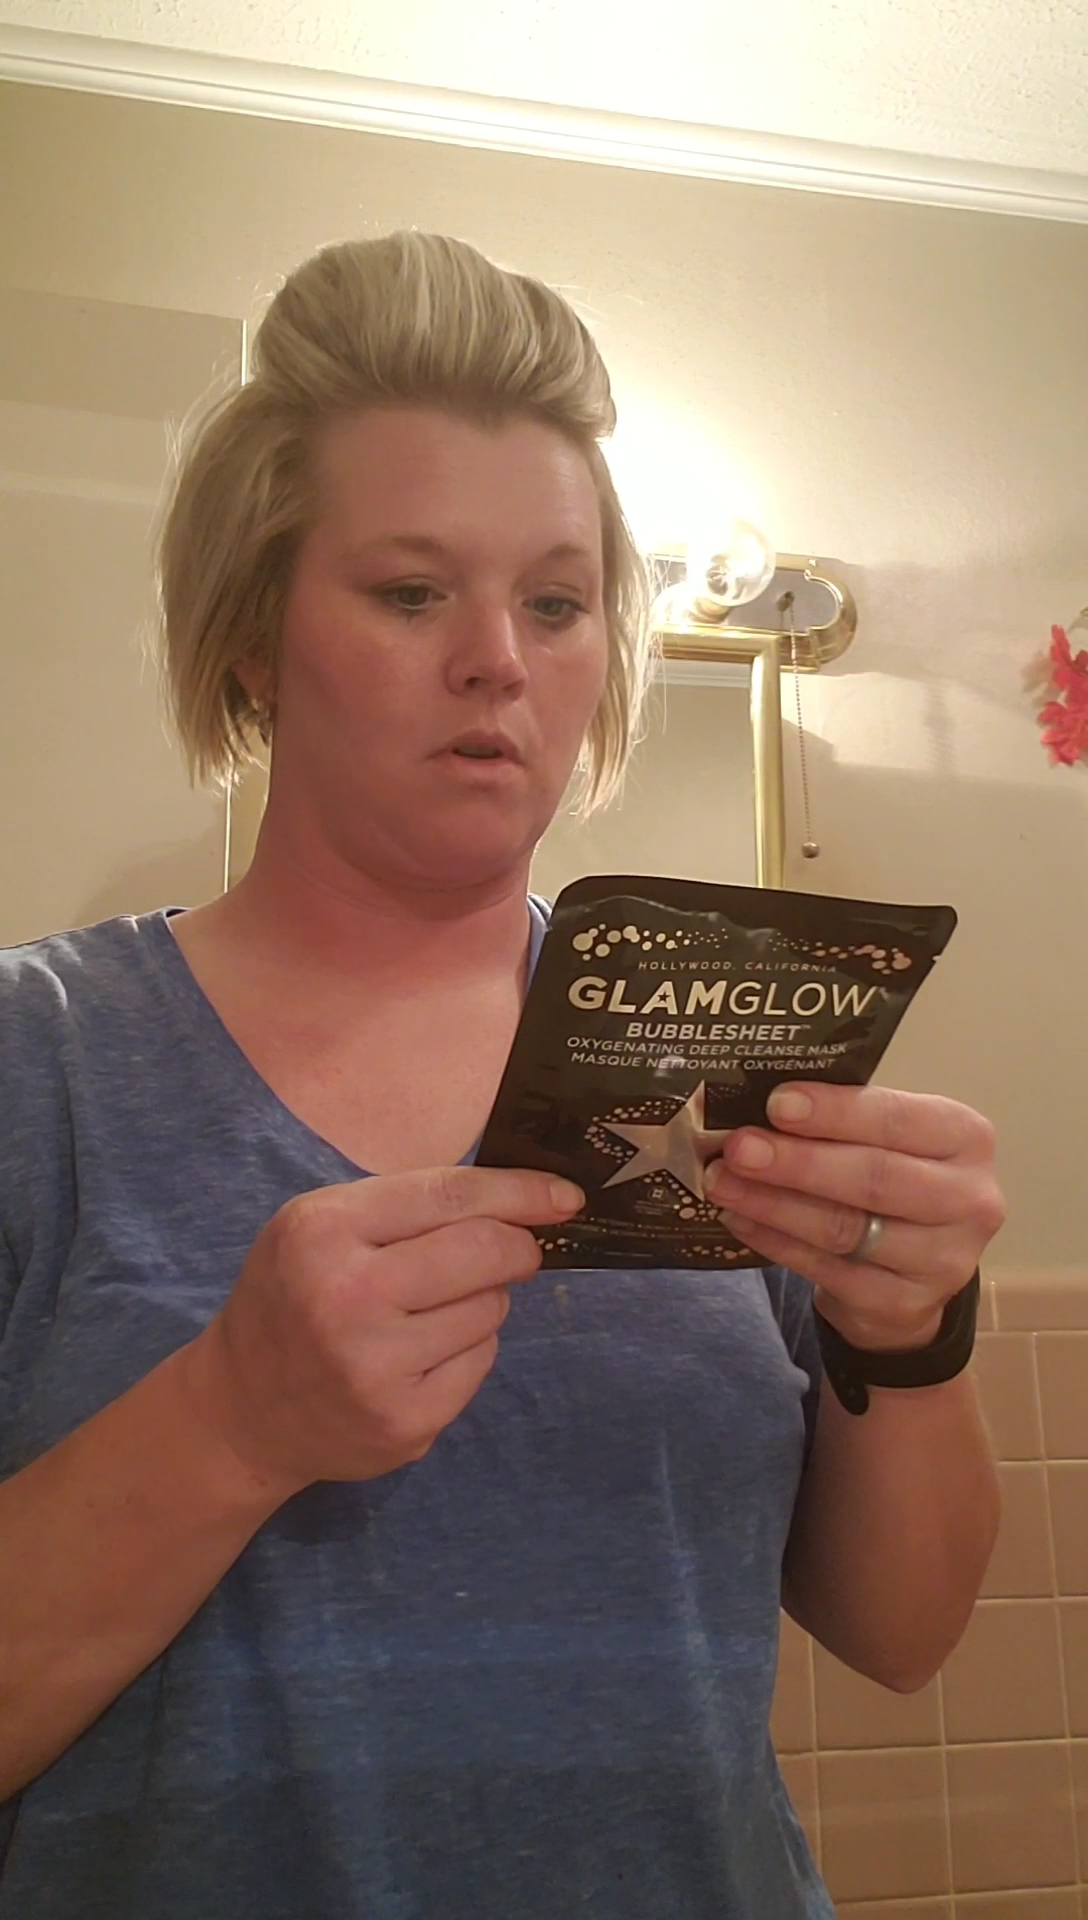 HOLLYWOOD, CALIFORNIA
GLAMGLOW
BUBBLESHEET™
OXYGENATING DEEP CLEANSE MASK
MASQUE NETTOYANT OXYGÉNANT